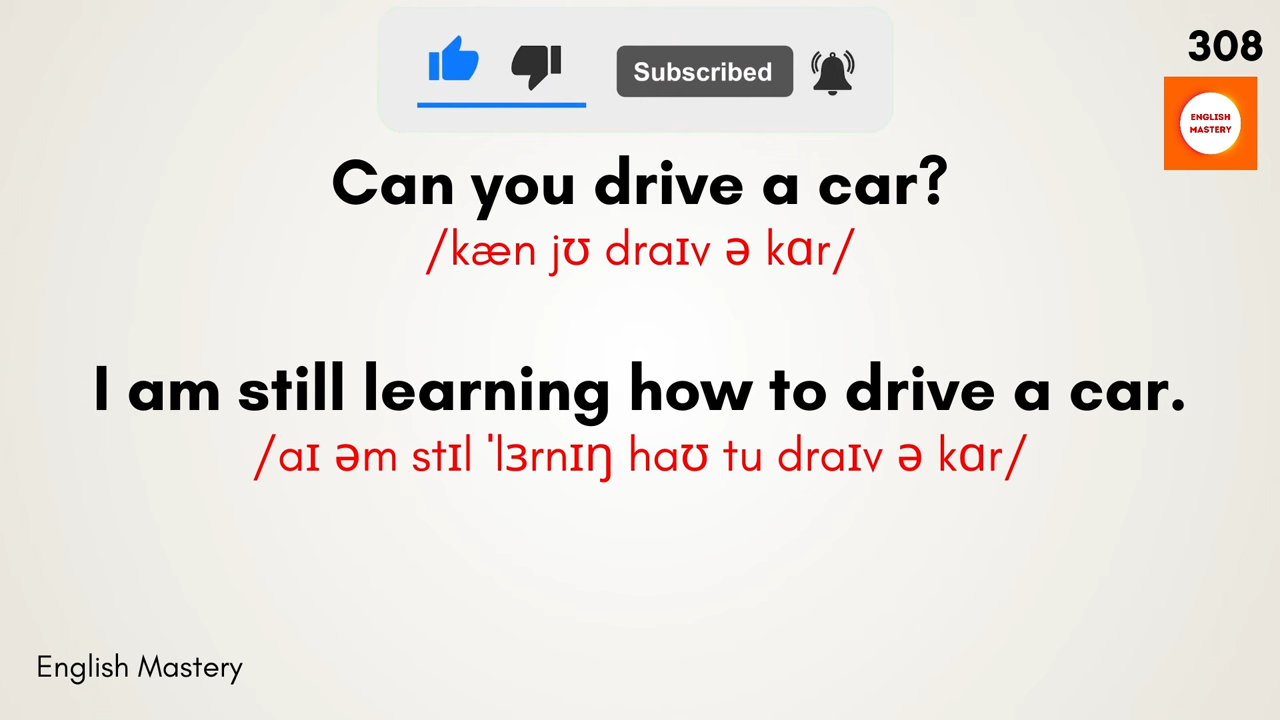 Subscribed
308
ENGLISH
MASTERY
Can you drive a car?
/kæn jʊ draɪv ə kɑr/
I am still learning how to drive a car.
/aɪ əm stɪl ˈlɜrnɪŋ haʊ tu draɪv ə kɑr/
English Mastery